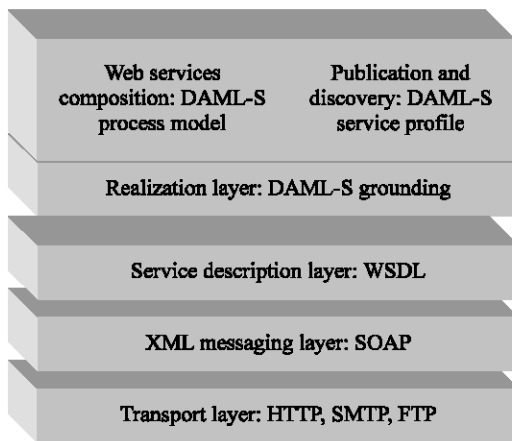 Web services
composition: DAML-S
process model
Publication and
discovery: DAML-S
service profile
Realization layer: DAML-S grounding
Service description layer: WSDL
XML messaging layer: SOAP
Transport layer: HTTP, SMTP, FTP